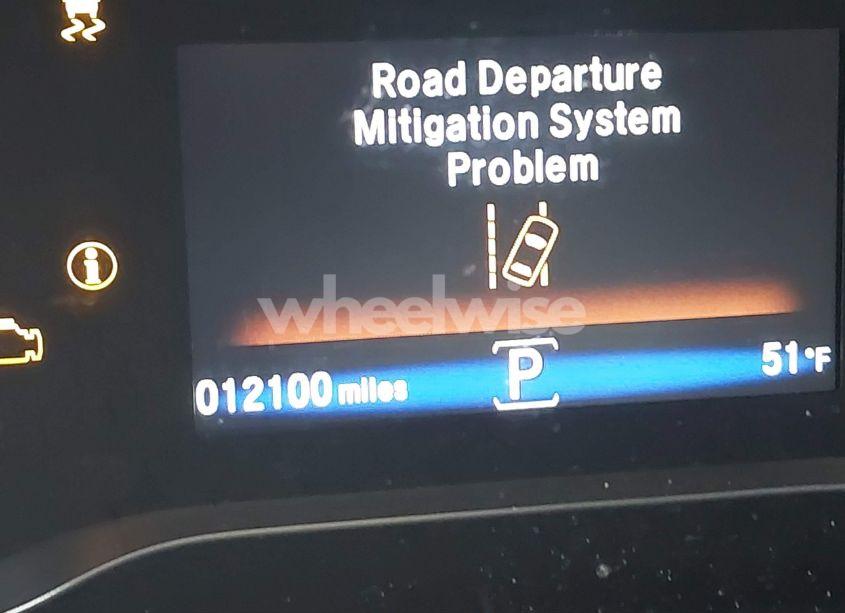 Road Departure
Mitigation System
Problem
wheelwise
012100 miles
P
51°F